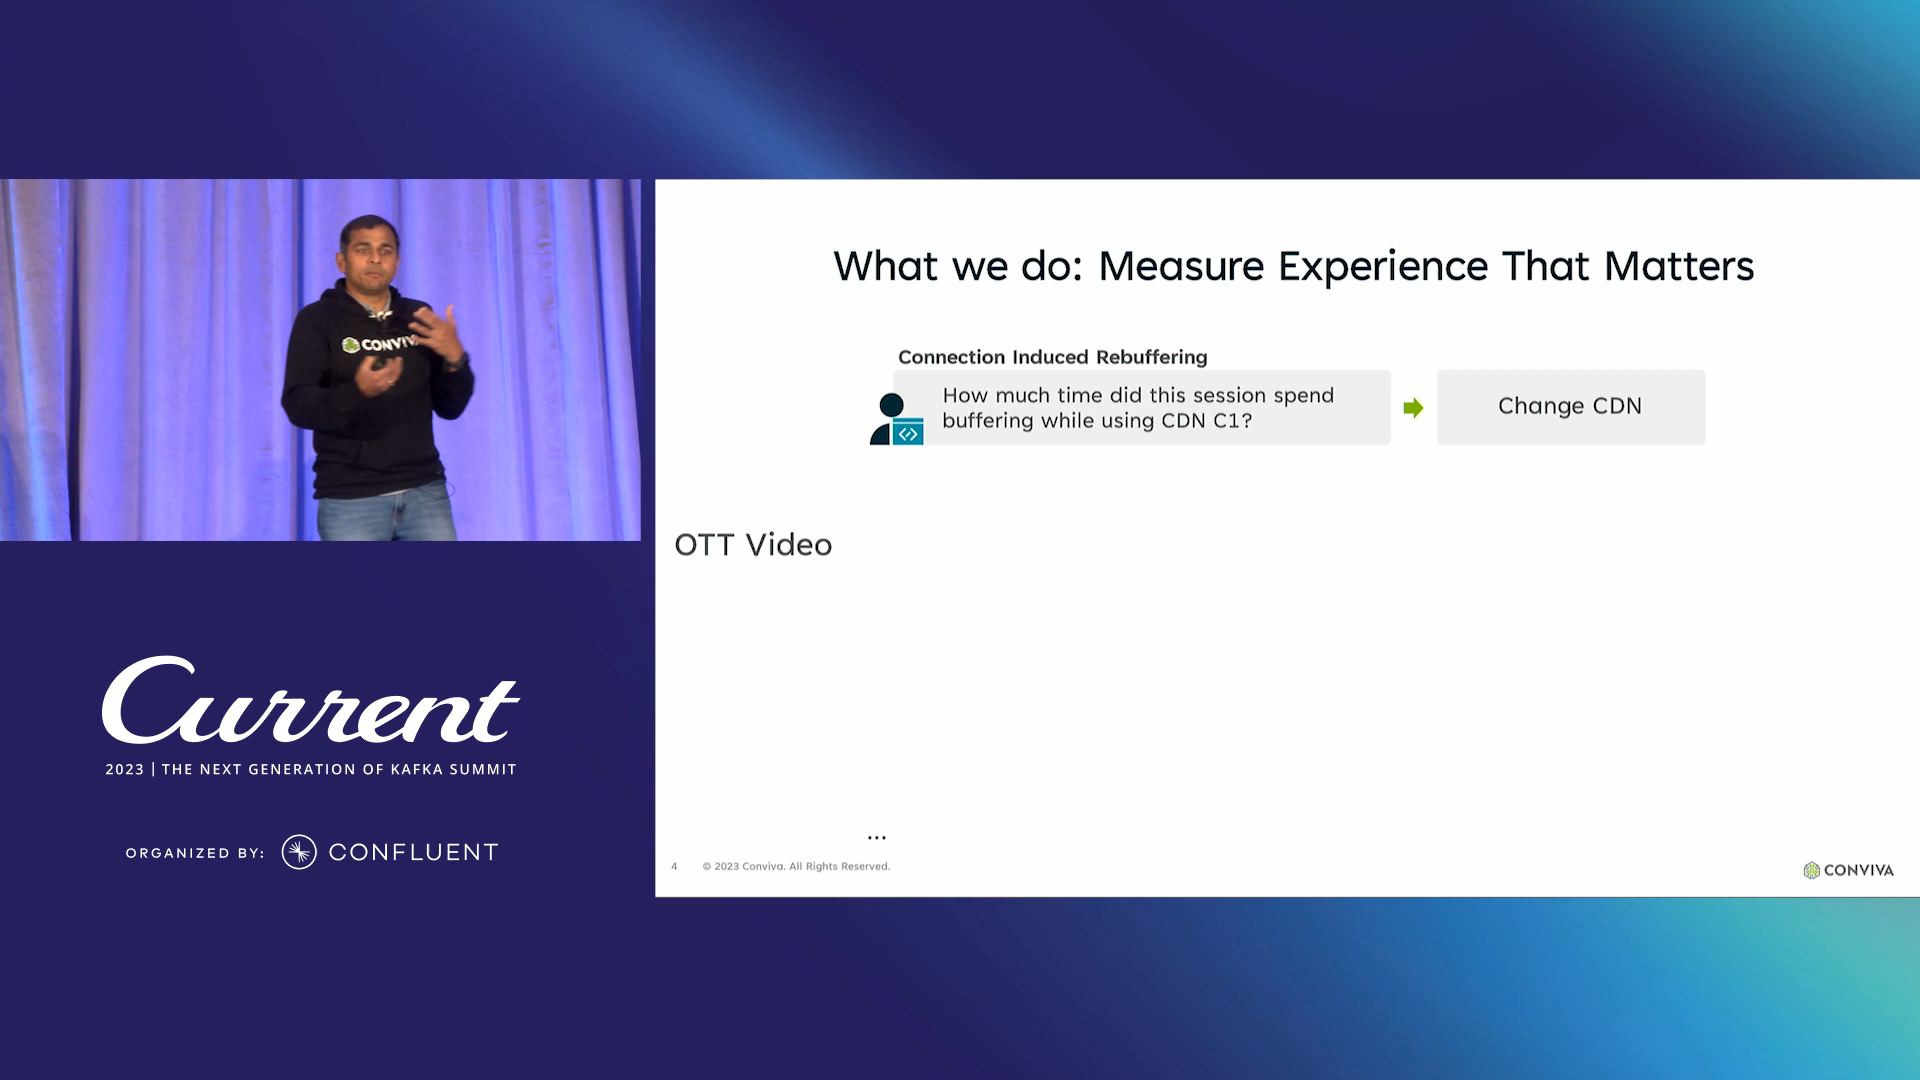 CONVIV
Current
2023 | THE NEXT GENERATION OF KAFKA SUMMIT
ORGANIZED BY: CONFLUENT
What we do: Measure Experience That Matters
Connection Induced Rebuffering
How much time did this session spend
buffering while using CDN C1?
Change CDN
OTT Video
...
4 © 2023 Conviva. All Rights Reserved.
CONVIVA